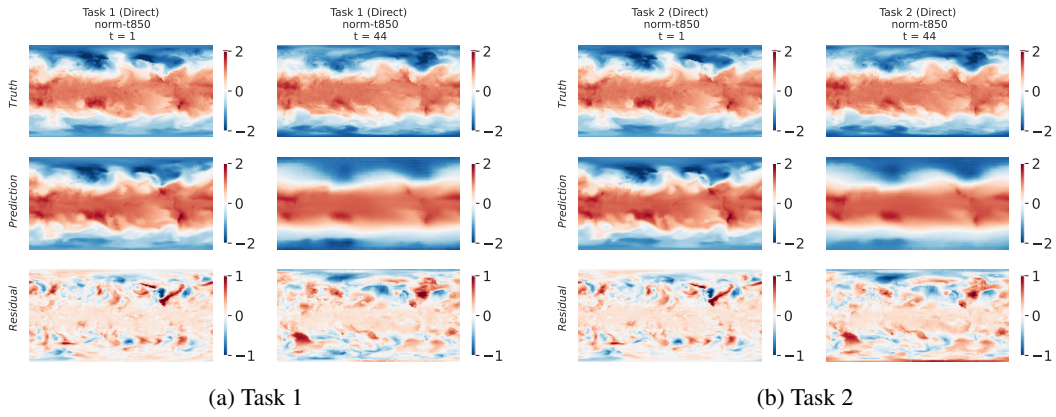 Task 1 (Direct)
norm-t850
t = 1
Task 1 (Direct)
norm-t850
t = 44
Truth
2
0
−2
2
0
−2
Prediction
2
0
−2
2
0
−2
Residual
1
0
−1
1
0
−1
(a) Task 1
Task 2 (Direct)
norm-t850
t = 1
Task 2 (Direct)
norm-t850
t = 44
Truth
2
0
−2
2
0
−2
Prediction
2
0
−2
2
0
−2
Residual
1
0
−1
1
0
−1
(b) Task 2